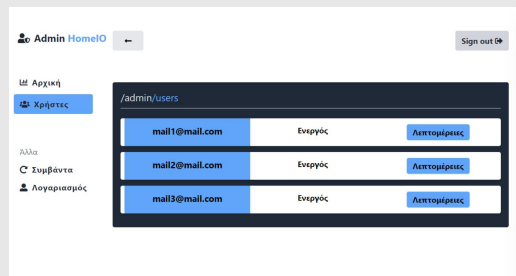 Admin HomeIO
←
Sign out
Αρχική
Χρήστες
Άλλα
Συμβάντα
Λογαριασμός
/admin/users
mail1@mail.com Ενεργός Λεπτομέρειες
mail2@mail.com Ενεργός Λεπτομέρειες
mail3@mail.com Ενεργός Λεπτομέρειες